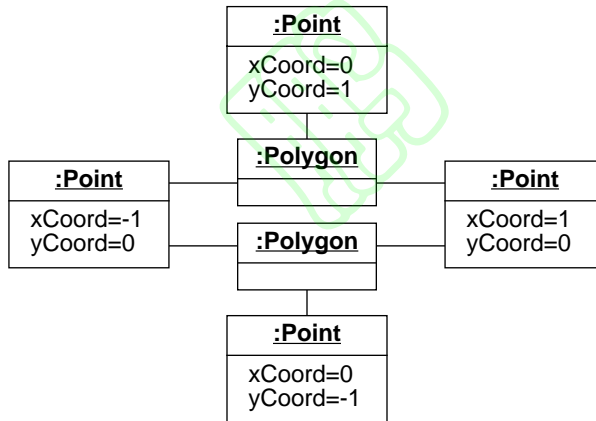 :Point
xCoord=0
yCoord=1
:Polygon
:Point
xCoord=-1
yCoord=0
:Point
xCoord=1
yCoord=0
:Polygon
:Point
xCoord=0
yCoord=-1